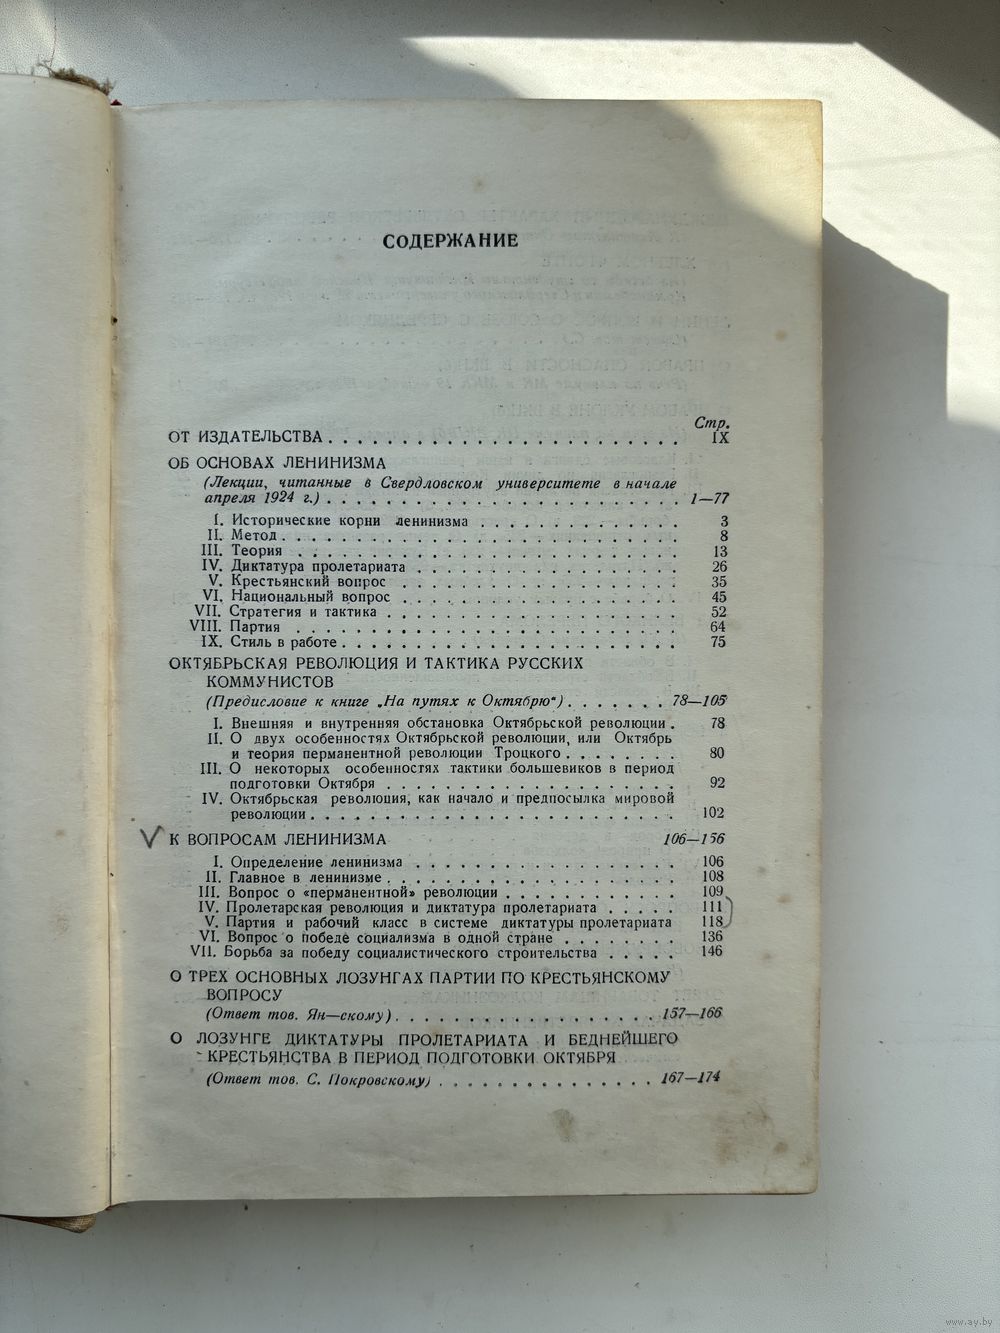 СОДЕРЖАНИЕ
Стр.
ОТ ИЗДАТЕЛЬСТВА . . . . . . . . . . . . . . . . . . . . . . . . IX
ОБ ОСНОВАХ ЛЕНИНИЗМА
(Лекции, читанные в Свердловском университете в начале
апреля 1924 г.) . . . . . . . . . . . . . . . . . . . . . . . . 1—77
I. Исторические корни ленинизма . . . . . . . . . . . . . . 3
II. Метод . . . . . . . . . . . . . . . . . . . . . . . . . . 8
III. Теория . . . . . . . . . . . . . . . . . . . . . . . . . 13
IV. Диктатура пролетариата . . . . . . . . . . . . . . . . . 26
V. Крестьянский вопрос . . . . . . . . . . . . . . . . . . 35
VI. Национальный вопрос . . . . . . . . . . . . . . . . . . 45
VII. Стратегия и тактика . . . . . . . . . . . . . . . . . . . 52
VIII. Партия . . . . . . . . . . . . . . . . . . . . . . . . . 64
IX. Стиль в работе . . . . . . . . . . . . . . . . . . . . . . 75
ОКТЯБРЬСКАЯ РЕВОЛЮЦИЯ И ТАКТИКА РУССКИХ
КОММУНИСТОВ
(Предисловие к книге „На путях к Октябрю“) . . . . . . . 78—105
I. Внешняя и внутренняя обстановка Октябрьской революции . 78
II. О двух особенностях Октябрьской революции, или Октябрь
и теория перманентной революции Троцкого . . . . . . . . 80
III. О некоторых особенностях тактики большевиков в период
подготовки Октября . . . . . . . . . . . . . . . . . . . 92
IV. Октябрьская революция, как начало и предпосылка мировой
революции . . . . . . . . . . . . . . . . . . . . . . . . 102
К ВОПРОСАМ ЛЕНИНИЗМА 106—156
I. Определение ленинизма . . . . . . . . . . . . . . . . . . 106
II. Главное в ленинизме . . . . . . . . . . . . . . . . . . . 108
III. Вопрос о «перманентной» революции . . . . . . . . . . . . 109
IV. Пролетарская революция и диктатура пролетариата . . . . . 111
V. Партия и рабочий класс в системе диктатуры пролетариата 118
VI. Вопрос о победе социализма в одной стране . . . . . . . . 136
VII. Борьба за победу социалистического строительства . . . . . 146
О ТРЕХ ОСНОВНЫХ ЛОЗУНГАХ ПАРТИИ ПО КРЕСТЬЯНСКОМУ
ВОПРОСУ
(Ответ тов. Ян—скому) . . . . . . . . . . . . . . . . . . 157—166
О ЛОЗУНГЕ ДИКТАТУРЫ ПРОЛЕТАРИАТА И БЕДНЕЙШЕГО
КРЕСТЬЯНСТВА В ПЕРИОД ПОДГОТОВКИ ОКТЯБРЯ
(Ответ тов. С. Покровскому) . . . . . . . . . . . . . . . 167—174
www.ay.by